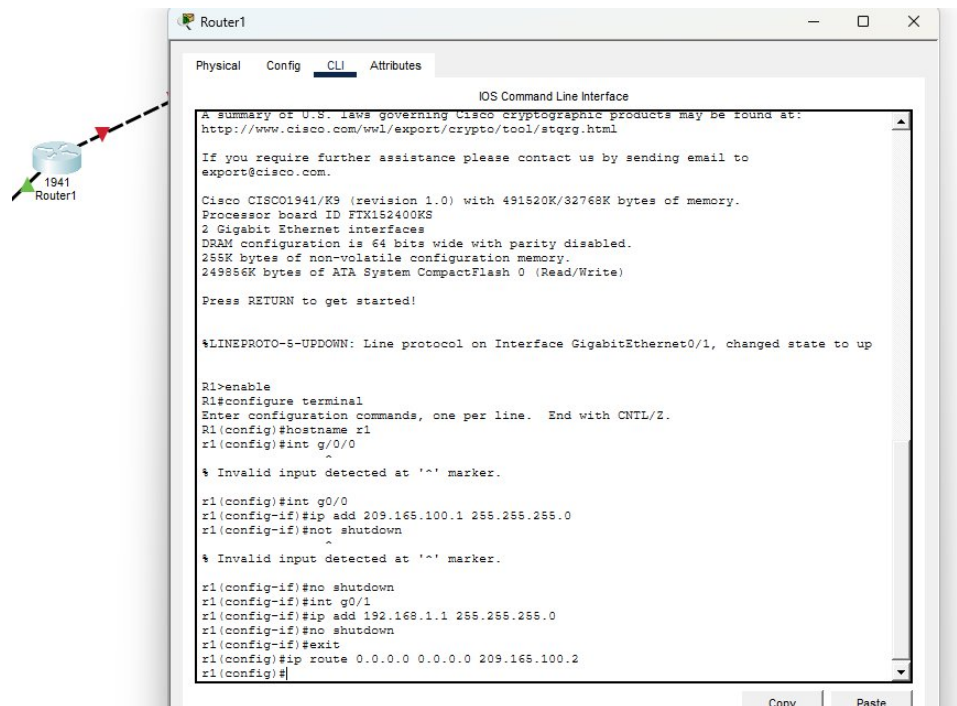 Router1
Physical Config CLI Attributes
IOS Command Line Interface
A summary of U.S. laws governing Cisco cryptographic products may be found at:
http://www.cisco.com/wwl/export/crypto/tool/stqrg.html
If you require further assistance please contact us by sending email to
export@cisco.com.
Cisco CISCO1941/K9 (revision 1.0) with 491520K/32768K bytes of memory.
Processor board ID FTX152400KS
2 Gigabit Ethernet interfaces
DRAM configuration is 64 bits wide with parity disabled.
255K bytes of non-volatile configuration memory.
249856K bytes of ATA System CompactFlash 0 (Read/Write)
Press RETURN to get started!
%LINEPROTO-5-UPDOWN: Line protocol on Interface GigabitEthernet0/1, changed state to up
R1>enable
R1#configure terminal
Enter configuration commands, one per line. End with CNTL/Z.
R1(config)#hostname r1
r1(config)#int g/0/0
^
% Invalid input detected at '^' marker.
r1(config)#int g0/0
r1(config-if)#ip add 209.165.100.1 255.255.255.0
r1(config-if)#not shutdown
^
% Invalid input detected at '^' marker.
r1(config-if)#no shutdown
r1(config-if)#int g0/1
r1(config-if)#ip add 192.168.1.1 255.255.255.0
r1(config-if)#no shutdown
r1(config-if)#exit
r1(config)#ip route 0.0.0.0 0.0.0.0 209.165.100.2
r1(config)#
Copy Paste
1941
Router1